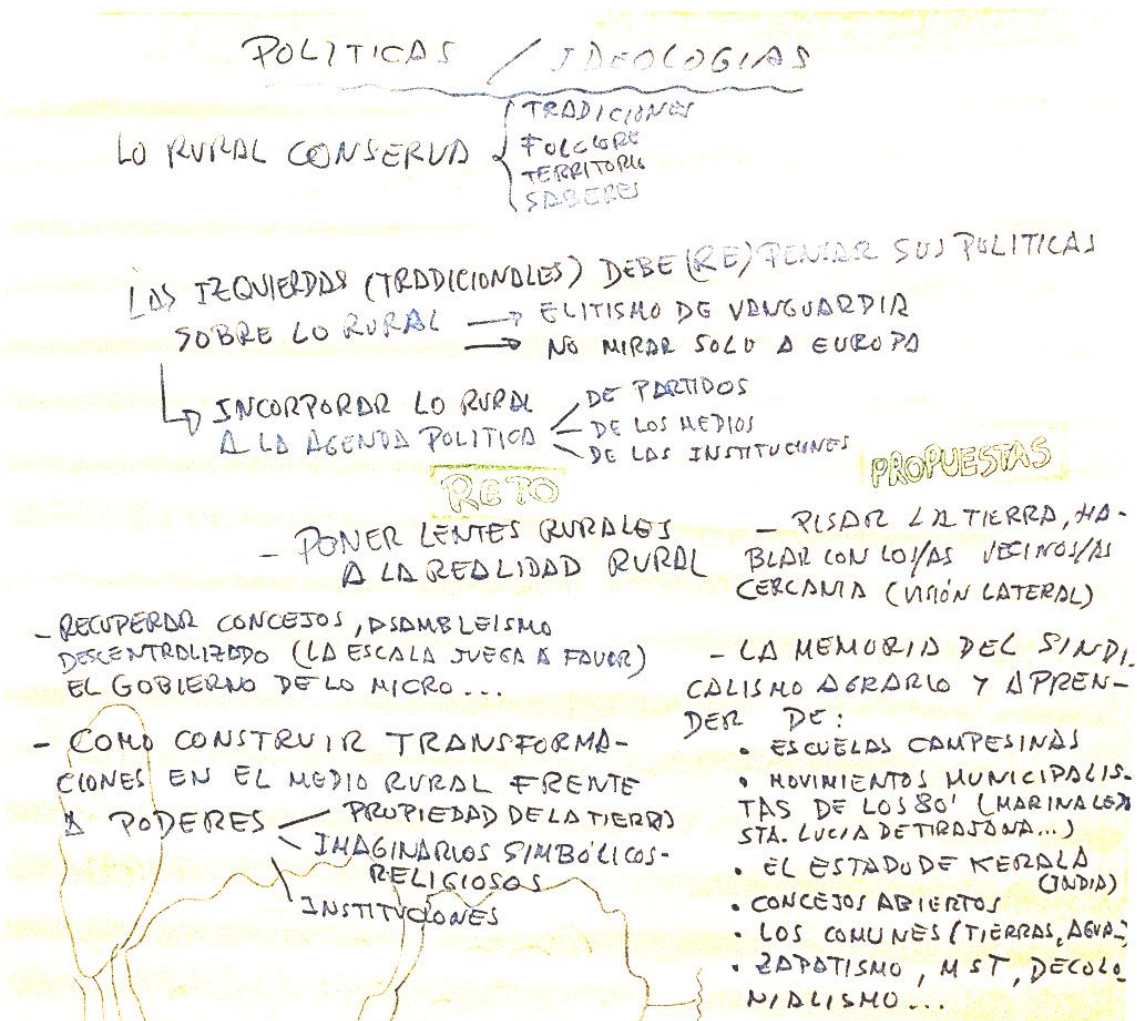 POLITICAS / IDEOLOGIAS
LO RURAL CONSERVA
TRADICIONES
FOLCLORE
TERRITORIO
SABERES
LAS IZQUIERDAS (TRADICIONALES) DEBE (RE) PENSAR SUS POLITICAS
SOBRE LO RURAL → ELITISMO DE VANGUARDIA
→ NO MIRAR SOLO A EUROPA
INCORPORAR LO RURAL
A LA AGENDA POLITICA
DE PARTIDOS
DE LOS MEDIOS
DE LAS INSTITUCIONES
RETO
- PONER LENTES RURALES
A LA REALIDAD RURAL
- RECUPERAR CONCEJOS, ASAMBLEISMO
DESCENTRALIZADO (LA ESCALA JUEGA A FAVOR)
EL GOBIERNO DE LO MICRO...
- COMO CONSTRUIR TRANSFORMA-
CIONES EN EL MEDIO RURAL FRENTE
A PODERES
PROPIEDAD DE LA TIERRA
IMAGINARIOS SIMBÓLICOS-
RELIGIOSOS
INSTITUCIONES
PROPUESTAS
- PISAR LA TIERRA, HA-
BLAR CON LOS/AS VECINOS/AS
CERCANIA (VISIÓN LATERAL)
- LA MEMORIA DEL SINDI-
CALISMO AGRARIO Y APREN-
DER DE:
• ESCUELAS CAMPESINAS
• MOVIMIENTOS MUNICIPALIS-
TAS DE LOS 80' (MARINALEDA
STA. LUCIA DE TIRAJANA...)
• EL ESTADO DE KERALA
(INDIA)
• CONCEJOS ABIERTOS
• LOS COMUNES (TIERRAS, AGUA..)
• ZAPATISMO, MST, DECOLO-
NIALISMO...